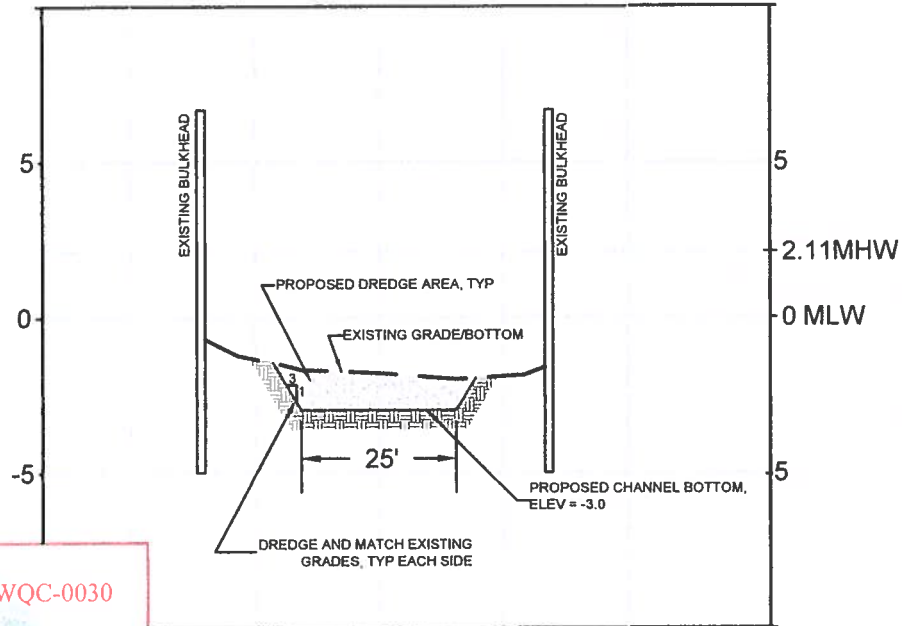 EXISTING BULKHEAD
EXISTING BULKHEAD
5
5
2.11MHW
PROPOSED DREDGE AREA, TYP
EXISTING GRADE/BOTTOM
0
0 MLW
3
1
25'
-5
5
PROPOSED CHANNEL BOTTOM,
ELEV = -3.0
DREDGE AND MATCH EXISTING
GRADES, TYP EACH SIDE
WQC-0030